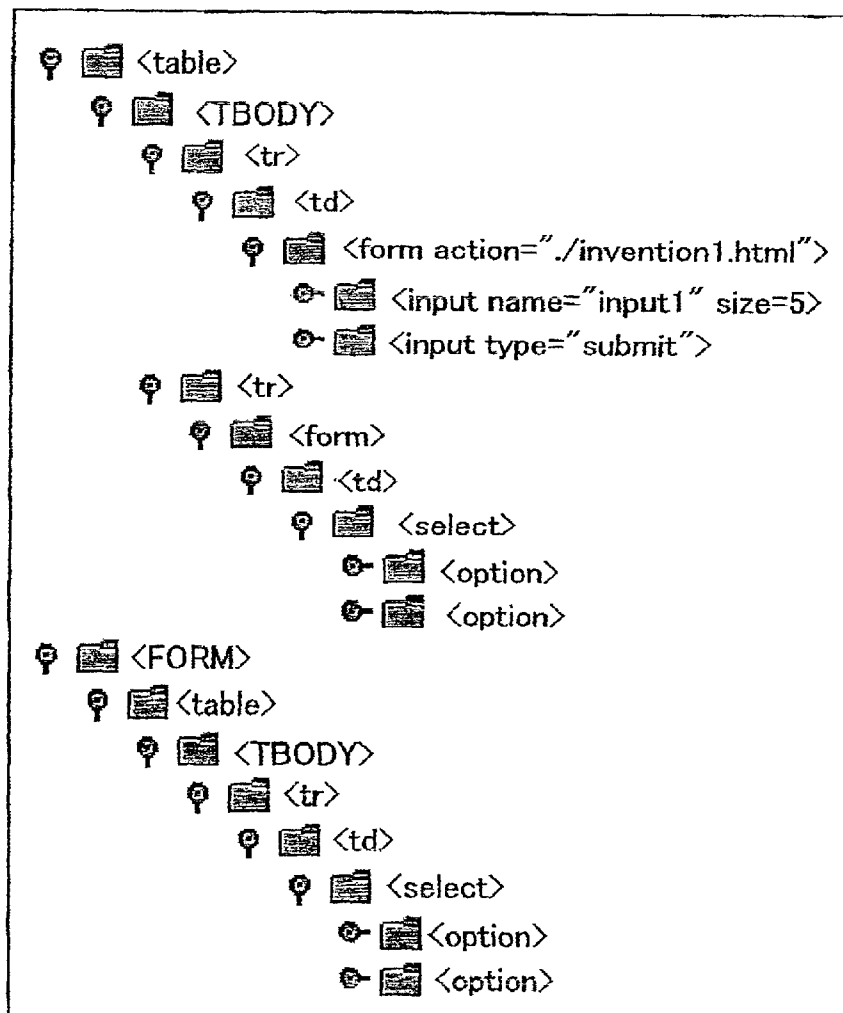 <table>
<TBODY>
<tr>
<td>
<form action="./invention1.html">
<input name="input1" size=5>
<input type="submit">
<tr>
<form>
<td>
<select>
<option>
<option>
<FORM>
<table>
<TBODY>
<tr>
<td>
<select>
<option>
<option>